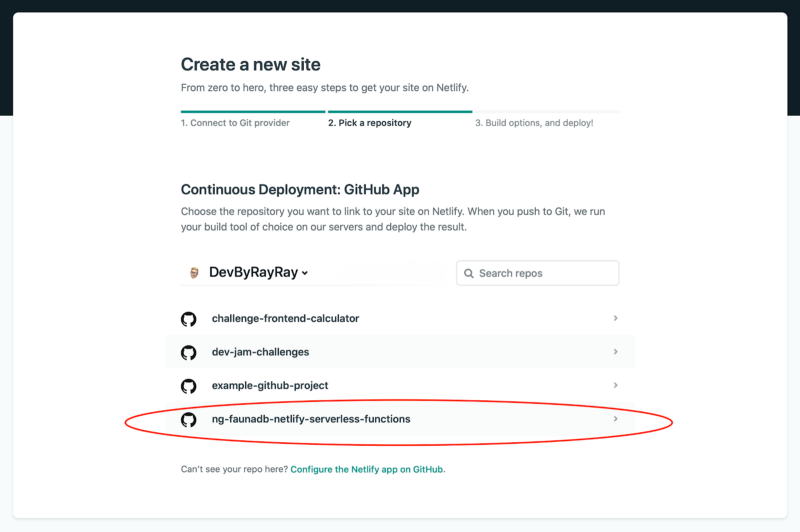 Create a new site
From zero to hero, three easy steps to get your site on Netlify.
1. Connect to Git provider
2. Pick a repository
3. Build options, and deploy!
Continuous Deployment: GitHub App
Choose the repository you want to link to your site on Netlify. When you push to Git, we run
your build tool of choice on our servers and deploy the result.
DevByRayRay
Search repos
challenge-frontend-calculator
dev-jam-challenges
example-github-project
ng-faunadb-netlify-serverless-functions
Can't see your repo here? Configure the Netlify app on GitHub.